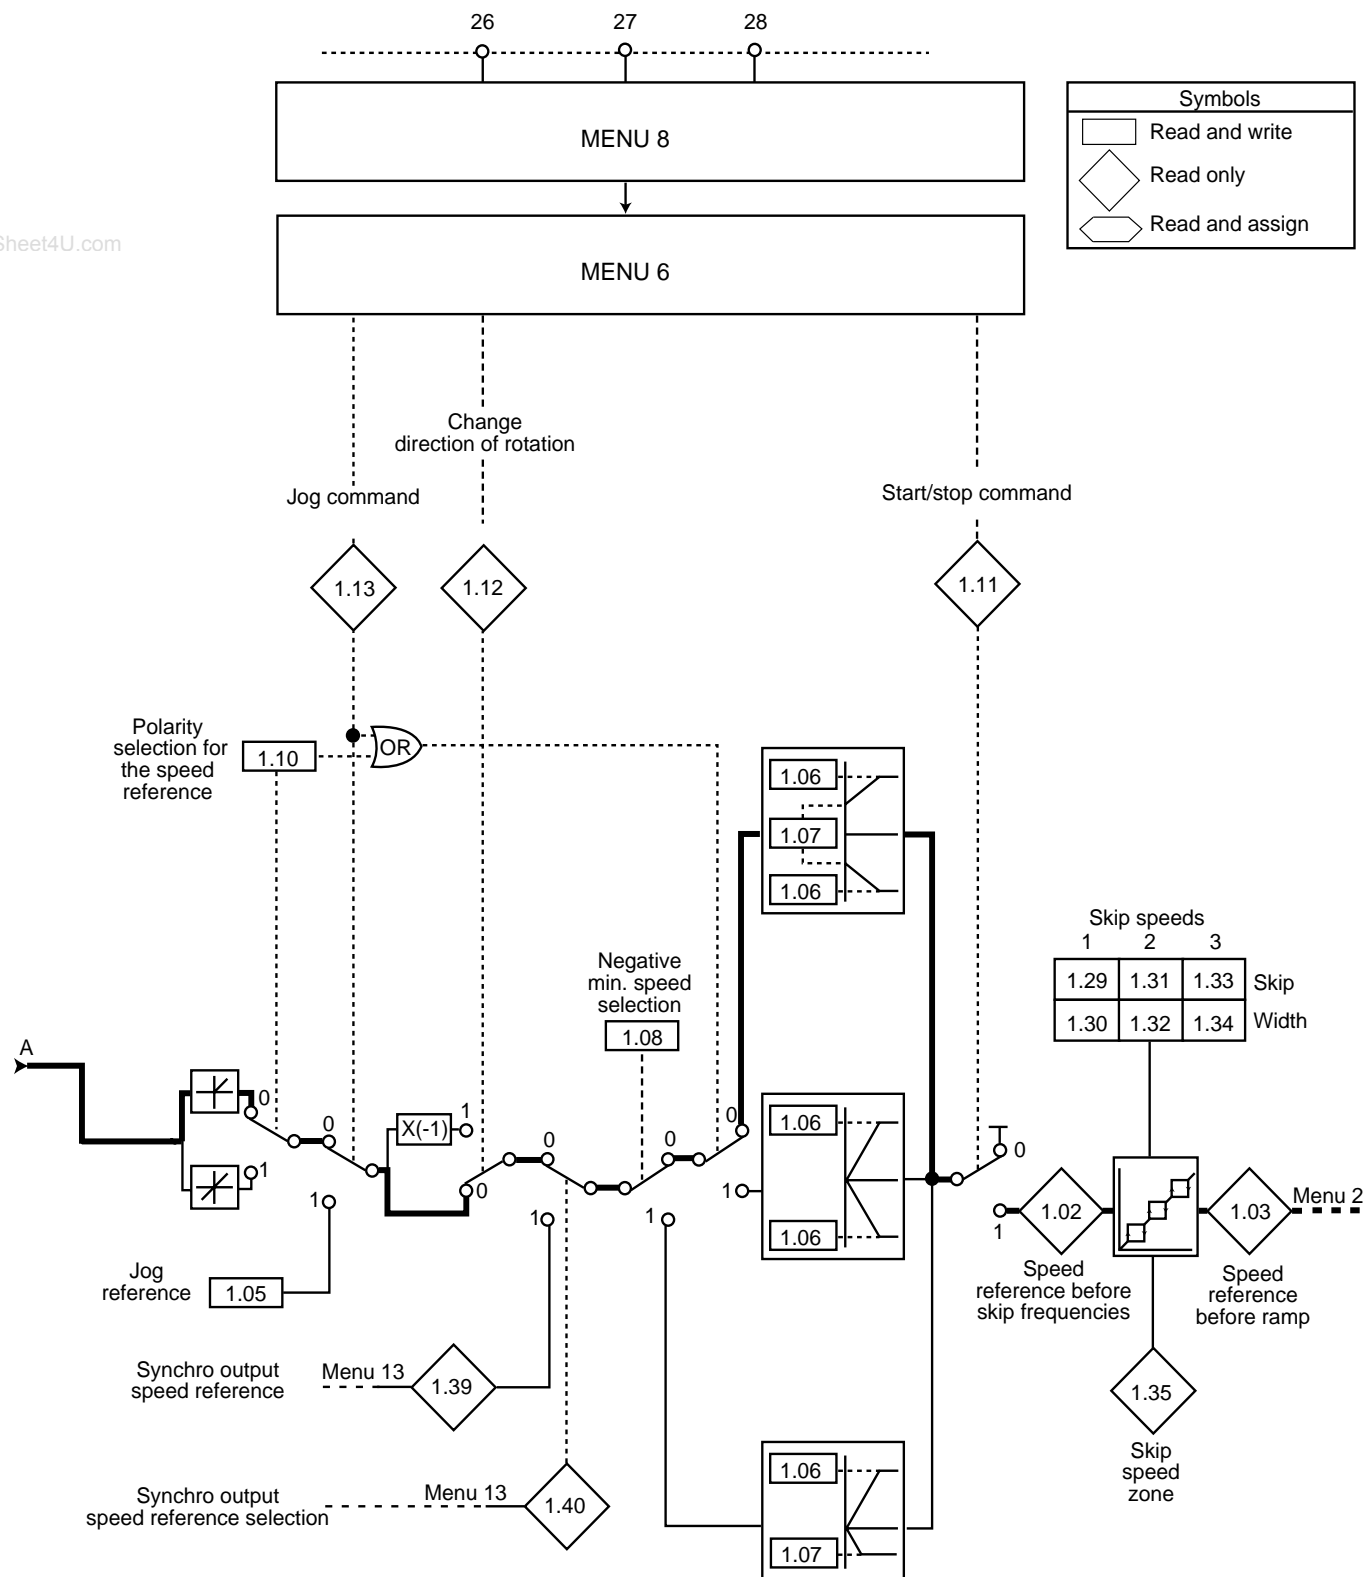 26 27 28
MENU 8
Symbols
Read and write
Read only
Read and assign
Sheet4U.com
MENU 6
Change
direction of rotation
Jog command
Start/stop command
1.13
1.12
1.11
Polarity
selection for
the speed
reference
1.10
OR
1.06
1.07
1.06
Skip speeds
1 2 3
1.29 1.31 1.33 Skip
1.30 1.32 1.34 Width
Negative
min. speed
selection
1.08
A
0
0
1
X(-1)
1
0
0
0
0
1
1
1
1
1
1.06
1.06
0
1
1.02
1.03
Menu 2
Speed
reference before
skip frequencies
Speed
reference
before ramp
Jog
reference
1.05
Synchro output
speed reference
Menu 13
1.39
1.35
Skip
speed
zone
Synchro output
speed reference selection
Menu 13
1.40
1.06
1.07